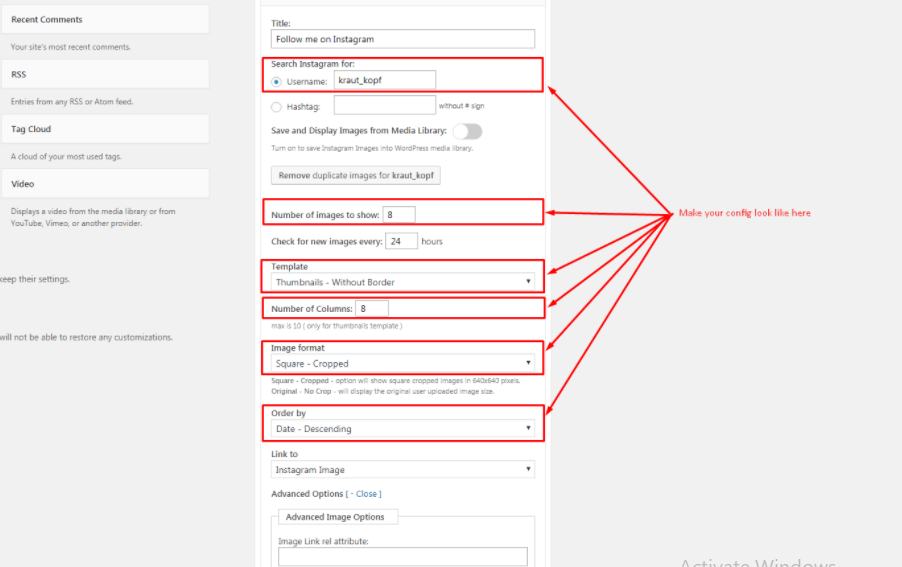 Recent Comments
Your site's most recent comments.
RSS
Entries from any RSS or Atom feed.
Tag Cloud
A cloud of your most used tags.
Video
Displays a video from the media library or from
YouTube, Vimeo, or another provider.
keep their settings.
will not be able to restore any customizations.
Title:
Follow me on Instagram
Search Instagram for:
Username: kraut_kopf
Hashtag: without # sign
Save and Display Images from Media Library:
Turn on to save Instagram Images into WordPress media library.
Remove duplicate images for kraut_kopf
Number of images to show: 8
Check for new images every: 24 hours
Template
Thumbnails - Without Border
Number of Columns: 8
max is 10 ( only for thumbnails template )
Image format
Square - Cropped
Square - Cropped - option will show square cropped images in 640x640 pixels.
Original - No Crop - will display the original user uploaded image size.
Order by
Date - Descending
Link to
Instagram Image
Advanced Options [ - Close ]
Advanced Image Options
Image Link rel attribute:
Make your config look like here
Activate Windows